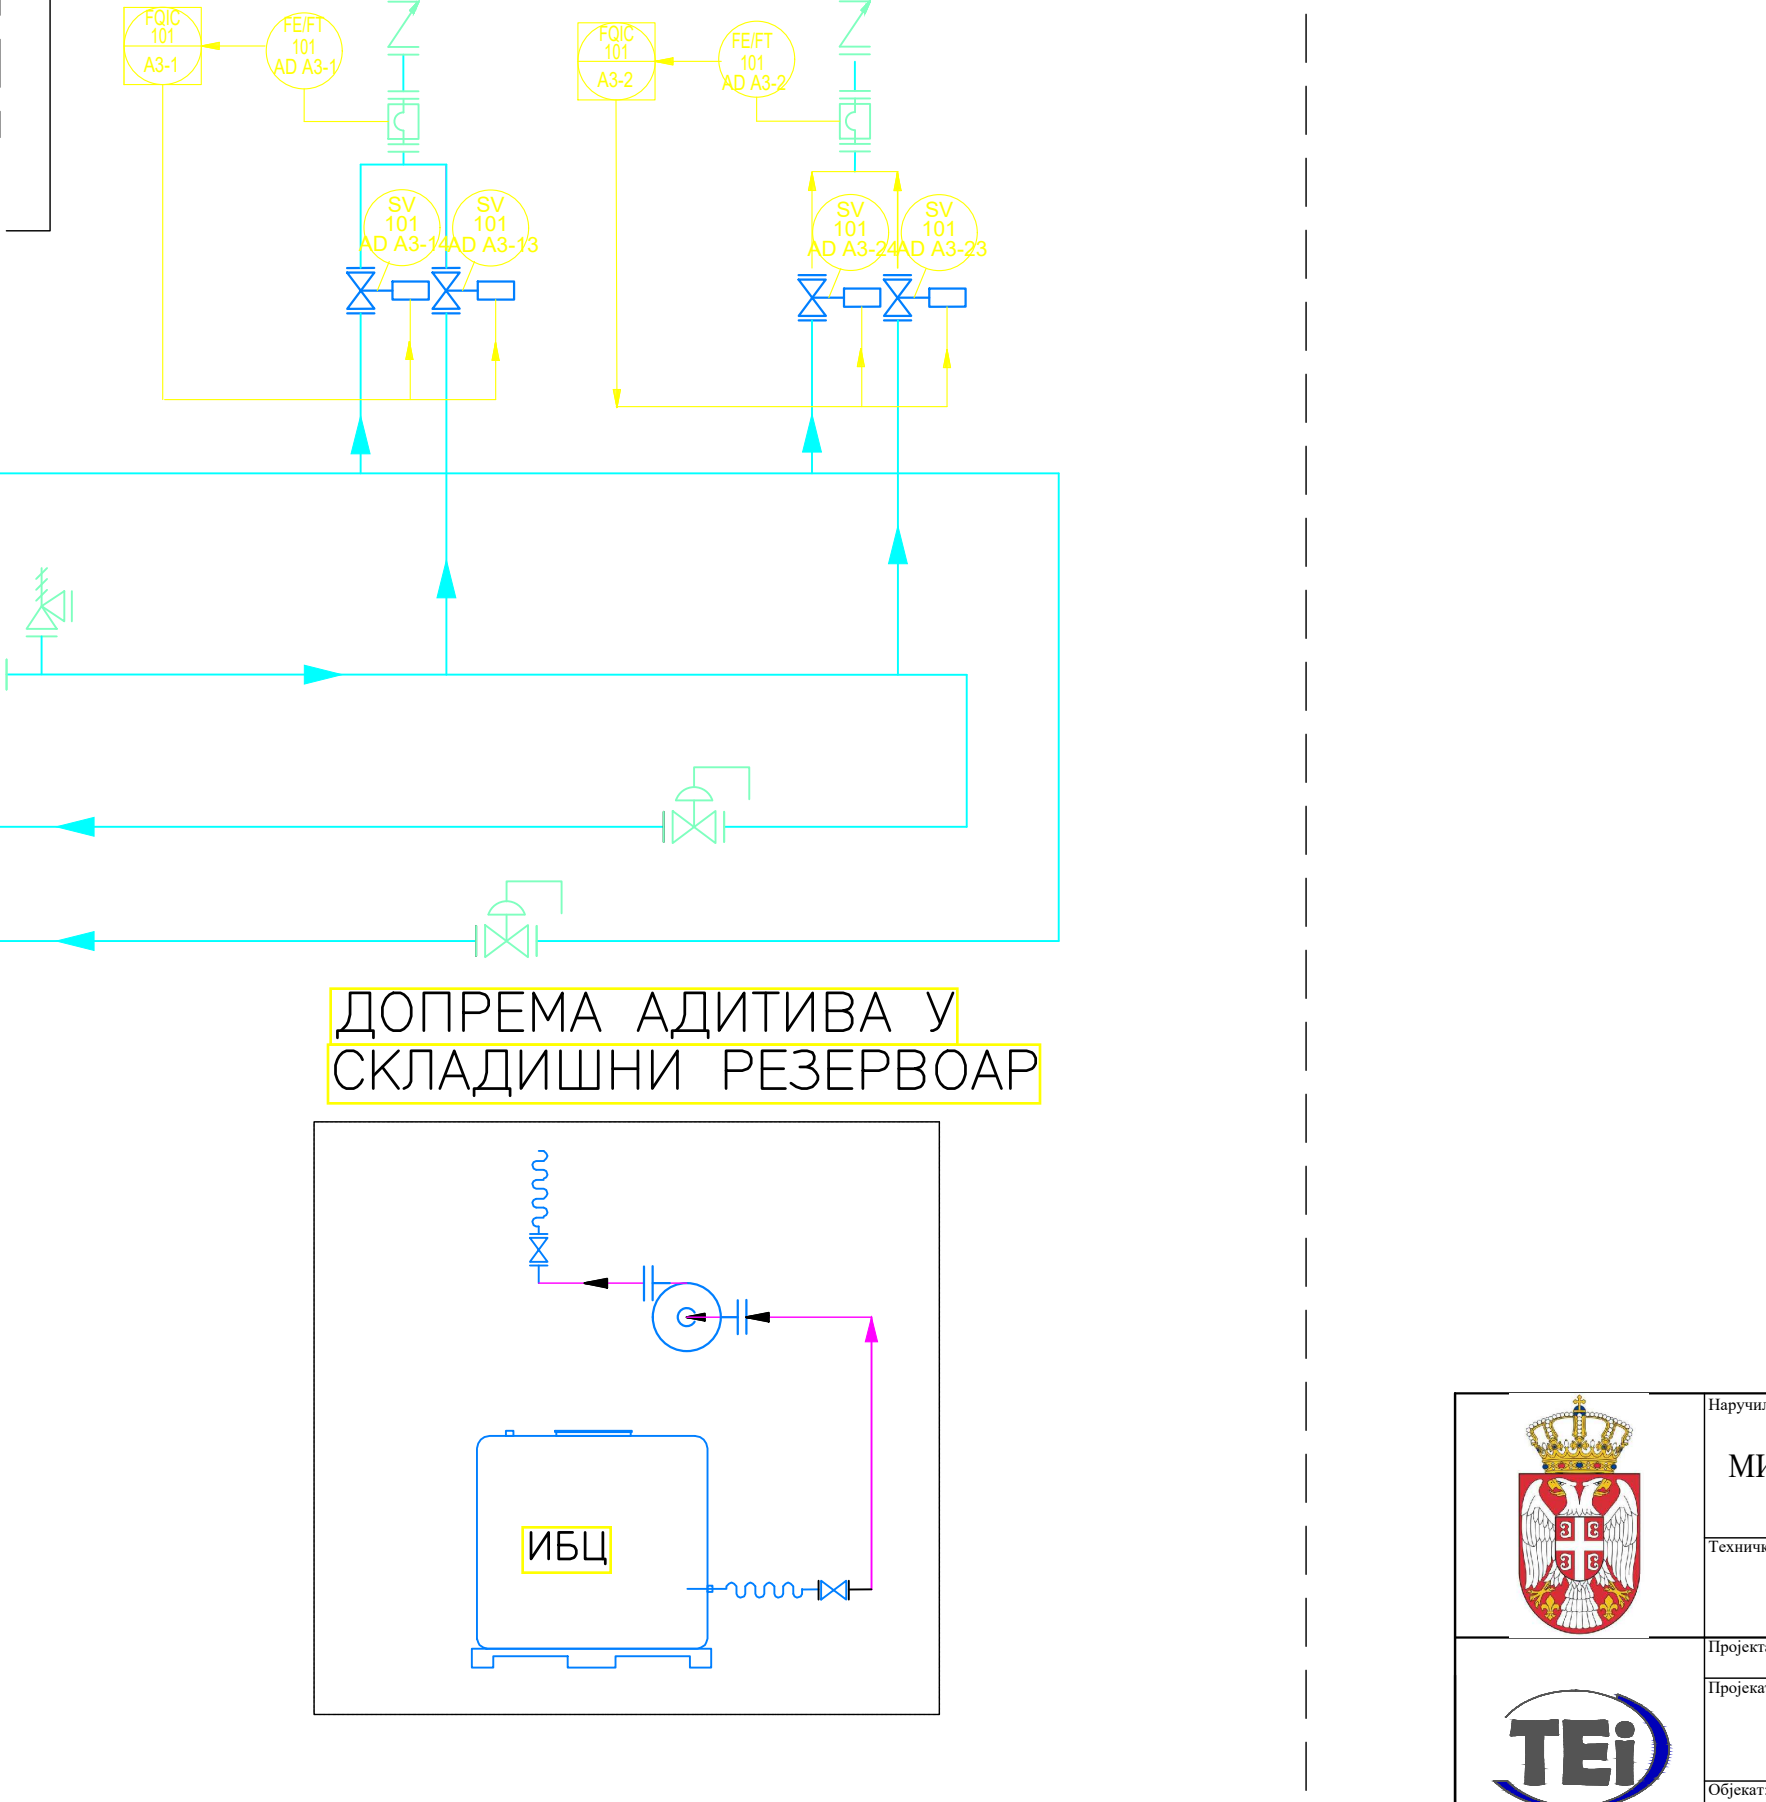 FQIC
101
A3-1
FE/FT
101
AD A3-1
FQIC
101
A3-2
FE/FT
101
AD A3-2
SV
101
AD A3-14
SV
101
AD A3-13
SV
101
AD A3-24
SV
101
AD A3-23
ДОПРЕМА АДИТИВА У
СКЛАДИШНИ РЕЗЕРВОАР
ИБЦ
TEi
Објекат: